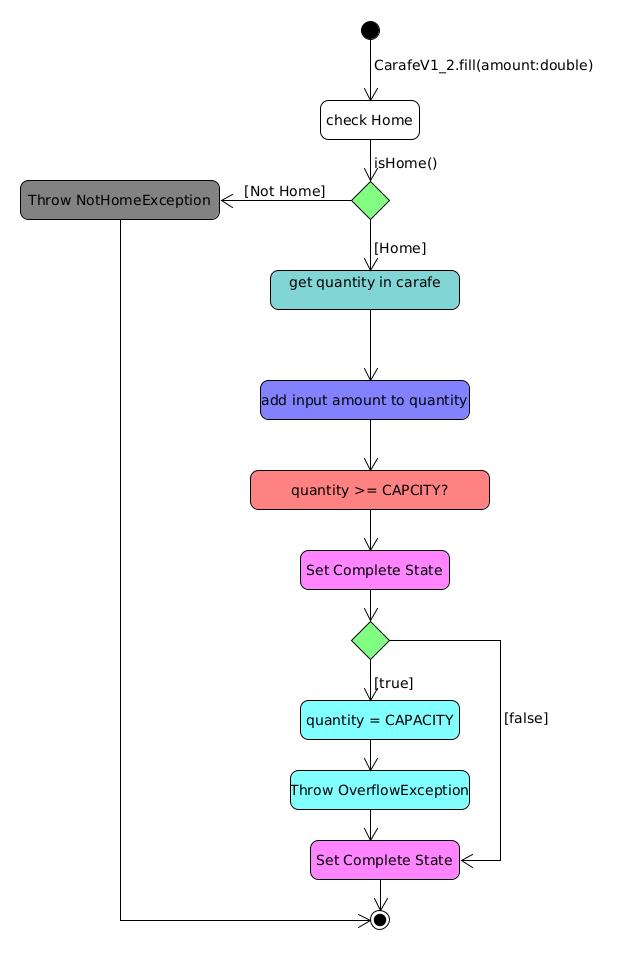 CarafeV1_2.fill(amount:double)
check Home
isHome()
[Not Home]
Throw NotHomeException
[Home]
get quantity in carafe
add input amount to quantity
quantity >= CAPCITY?
Set Complete State
[true]
quantity = CAPACITY
[false]
Throw OverflowException
Set Complete State